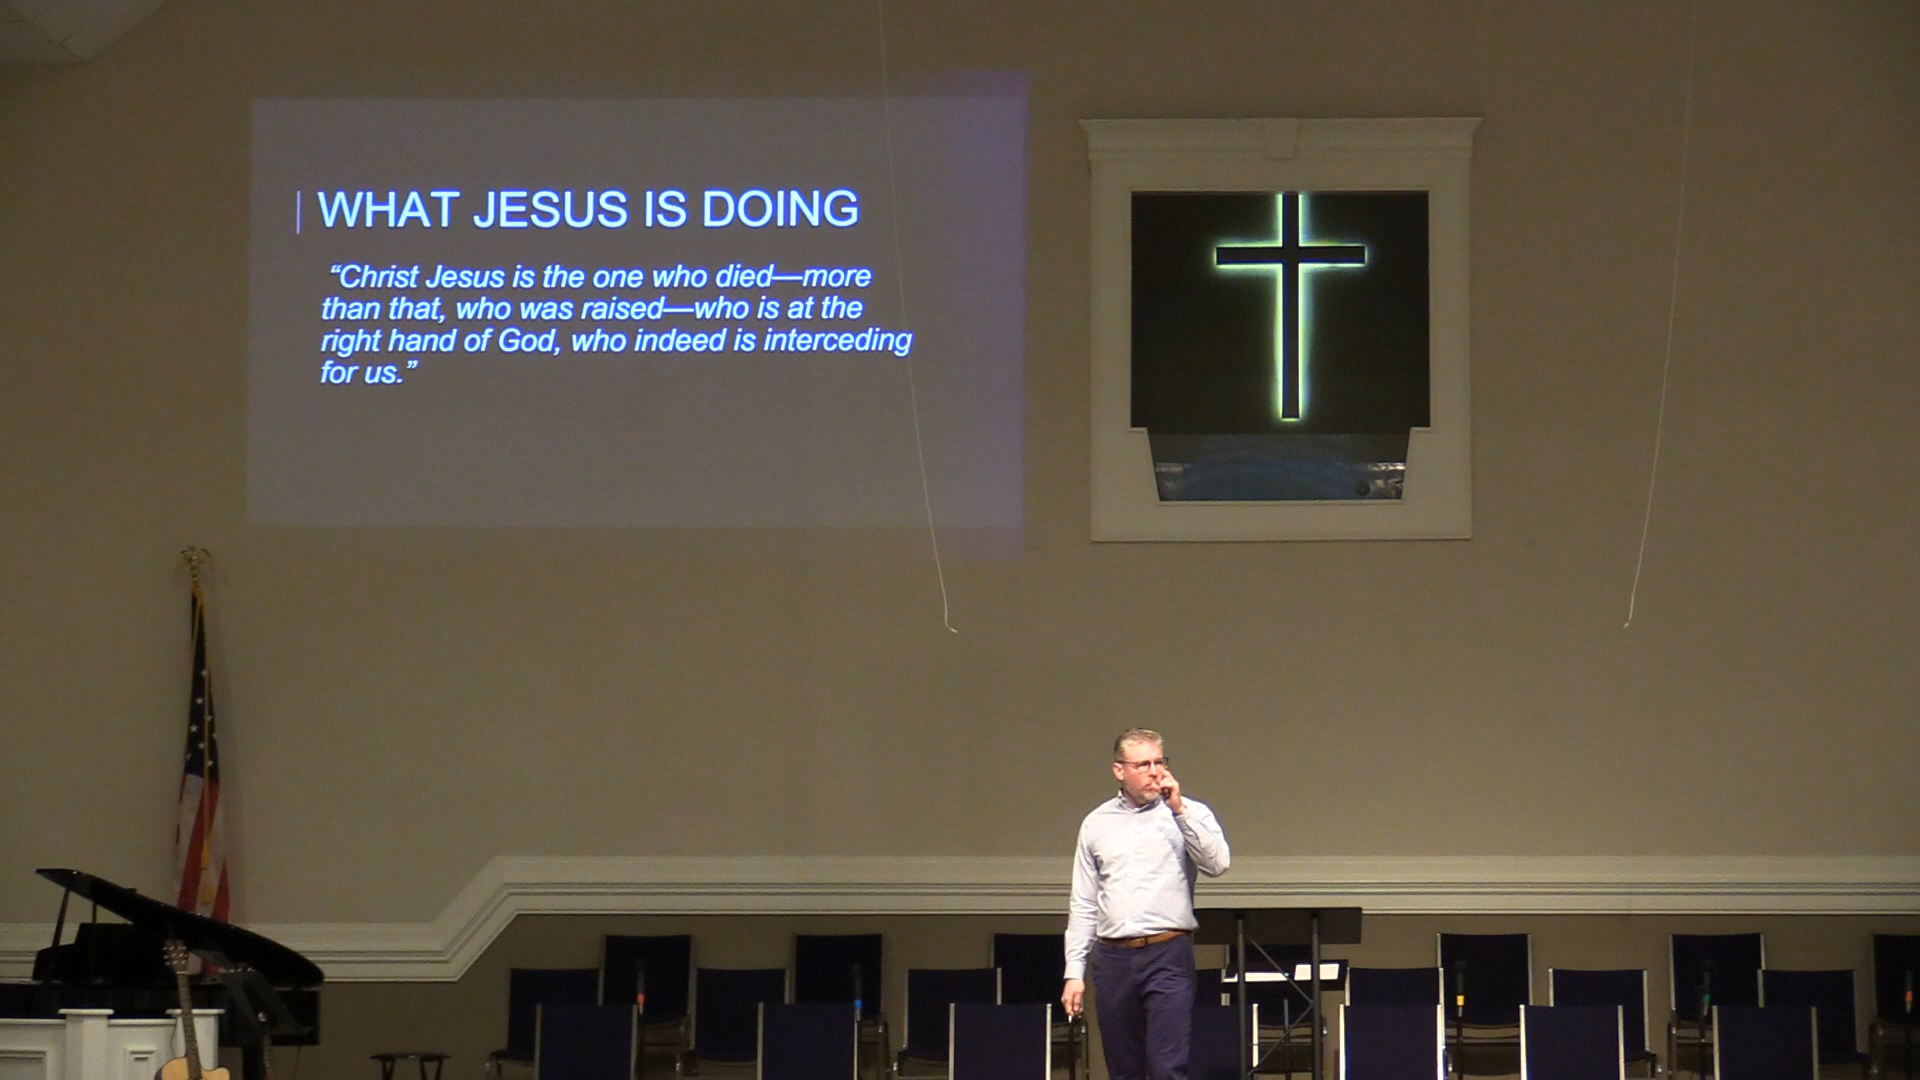 WHAT JESUS IS DOING
“Christ Jesus is the one who died—more
than that, who was raised—who is at the
right hand of God, who indeed is interceding
for us.”